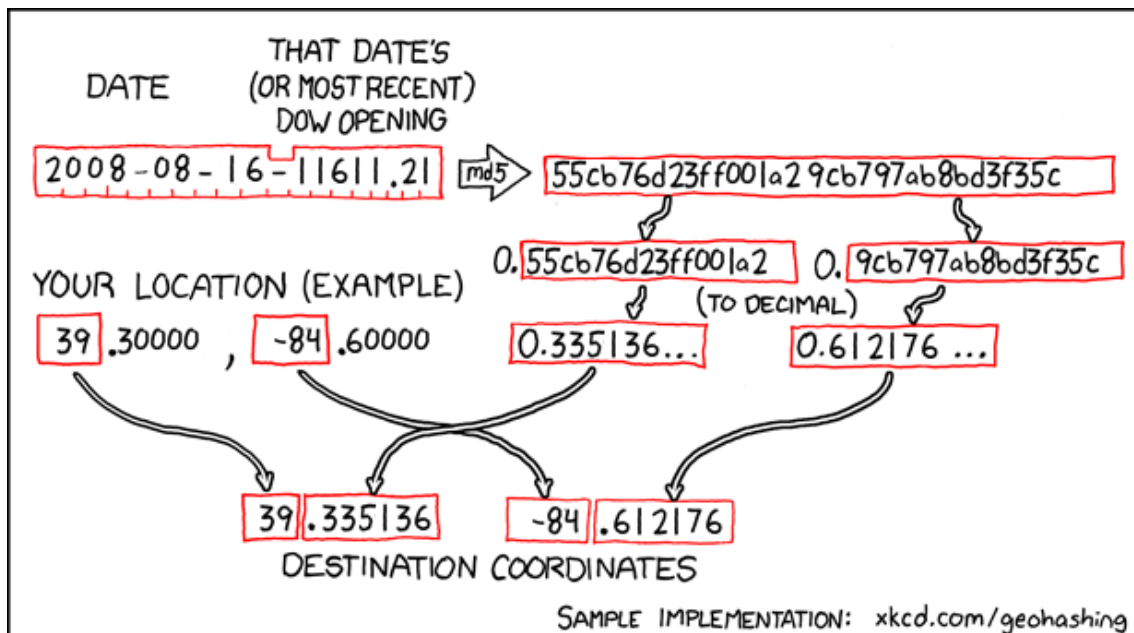 DATE
THAT DATE'S
(OR MOST RECENT)
DOW OPENING
2008-08-16-11611.21
md5
55cb76d23ff001a29cb797ab8bd3f35c
0.55cb76d23ff001a2
0.9cb797ab8bd3f35c
(TO DECIMAL)
YOUR LOCATION (EXAMPLE)
39.30000, -84.60000
0.335136...
0.612176...
39.335136
-84.612176
DESTINATION COORDINATES
SAMPLE IMPLEMENTATION: xkcd.com/geohashing